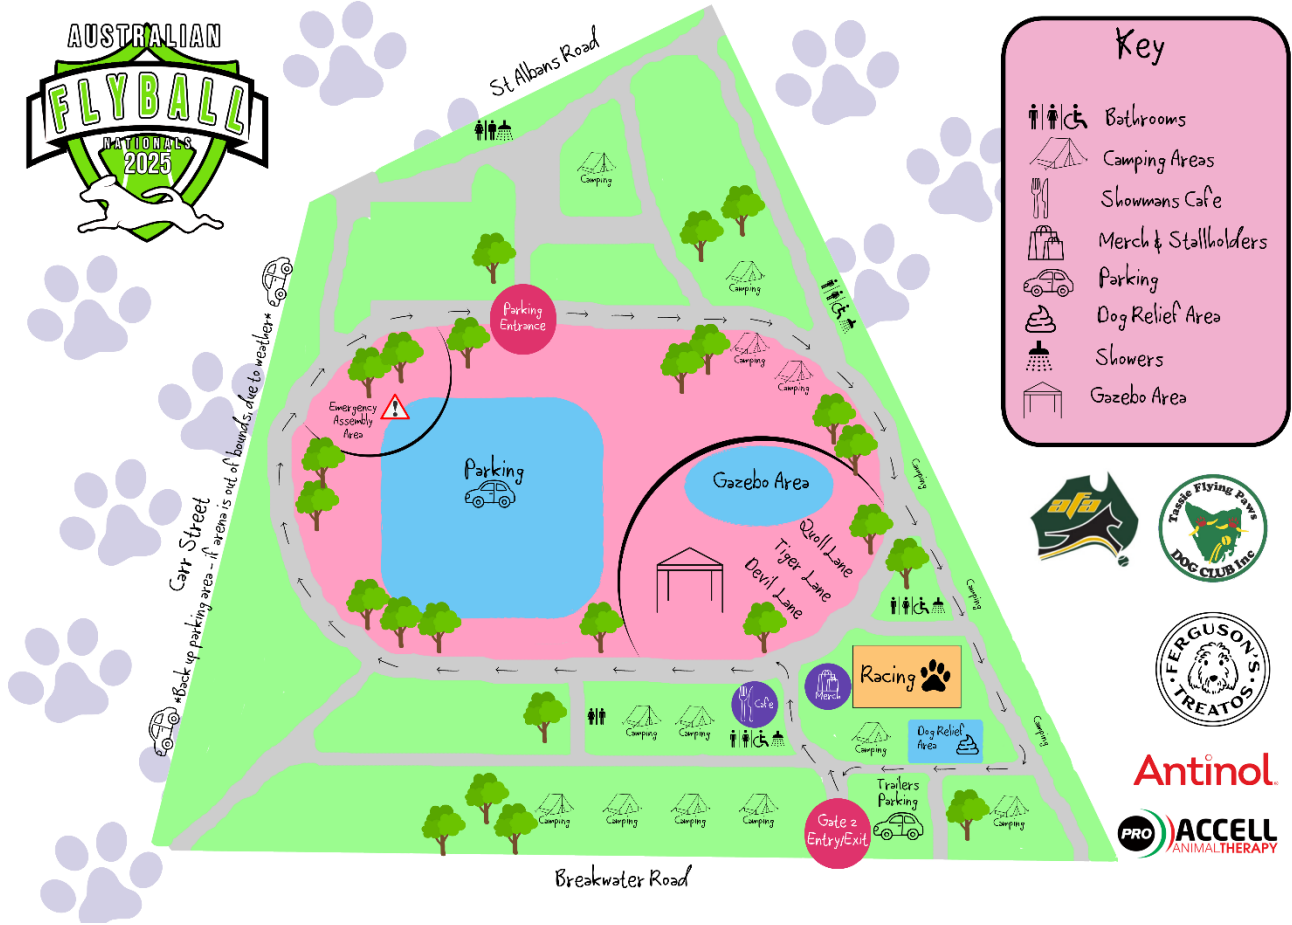 AUSTRALIAN
FLYBALL
NATIONALS
2025
St Albans Road
Key
Bathrooms
Camping Areas
Showmans Cafe
Merch & Stallholders
Parking
Dog Relief Area
Showers
Gazebo Area
Camping
Camping
Parking
Entrance
Camping
Camping
Emergency
Assembly
Area
Parking
Gazebo Area
Quoll Lane
Tiger Lane
Devil Lane
Camping
Camping
Camping
Carr Street
*Back up parking area - if arena is out of bounds, due to weather*
Racing
Merch
Cafe
Camping
Camping
Camping
Dog Relief
Area
Trailers
Parking
Camping
Camping
Camping
Camping
Camping
Gate 2
Entry/Exit
Breakwater Road
afa
Tassie Flying Paws
DOG CLUB Inc
FERGUSON'S
TREATOS
Antinol
PRO ACCELL
ANIMALTHERAPY